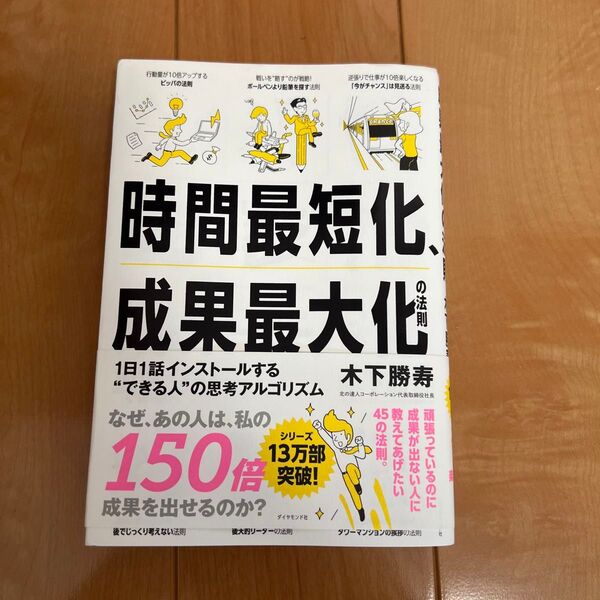 行動量が10倍アップする
ピッパの法則
戦いを"略す"のが戦略!
ボールペンより鉛筆を探す法則
逆張りで仕事が10倍楽しくなる
「今がチャンス」は見送る法則
時間最短化、
成果最大化の法則
1日1話インストールする
“できる人”の思考アルゴリズム
木下勝寿
北の達人コーポレーション代表取締役社長
なぜ、あの人は、私の
150倍
成果を出せるのか?
シリーズ
13万部
突破!
頑張っているのに
成果が出ない人に
教えてあげたい
45の法則。
ダイヤモンド社
後でじっくり考えない法則
後天的リーダーの法則
タワーマンションの挨拶の法則